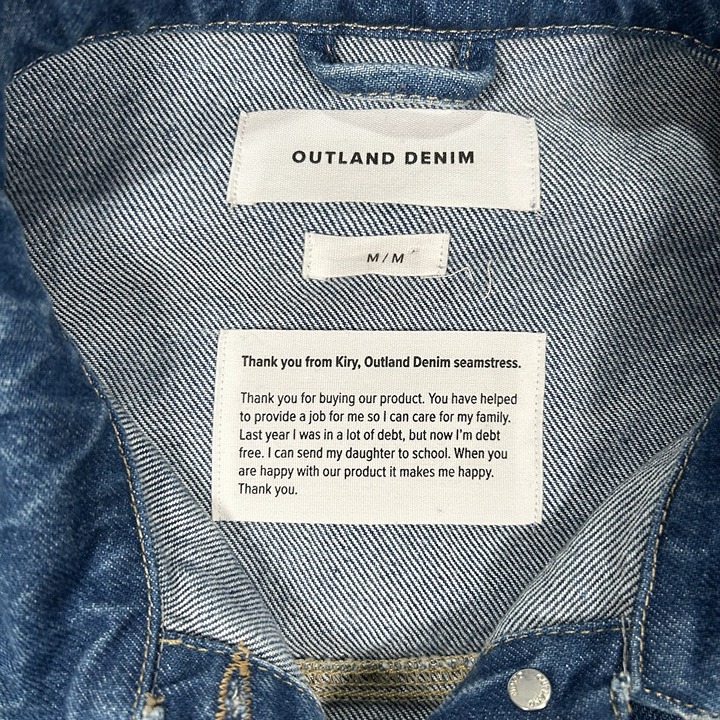 OUTLAND DENIM
M/M
Thank you from Kiry, Outland Denim seamstress.
Thank you for buying our product. You have helped
to provide a job for me so I can care for my family.
Last year I was in a lot of debt, but now I'm debt
free. I can send my daughter to school. When you
are happy with our product it makes me happy.
Thank you.